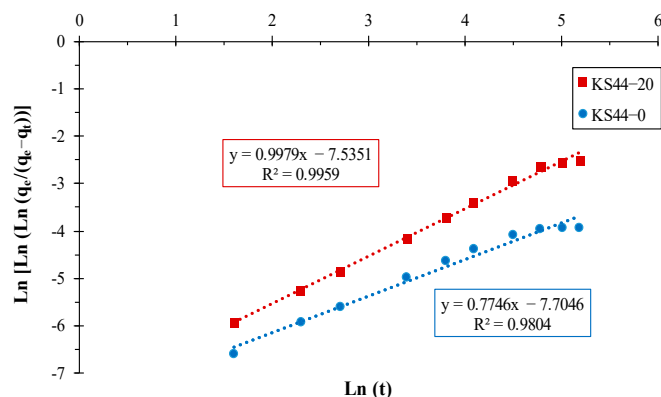 0 1 2 3 4 5 6
0
-1
-2
-3
-4
-5
-6
-7
Ln [Ln (Ln (qₑ/(qₑ−qₜ))]
KS44−20
KS44−0
y = 0.9979x − 7.5351
R² = 0.9959
y = 0.7746x − 7.7046
R² = 0.9804
Ln (t)